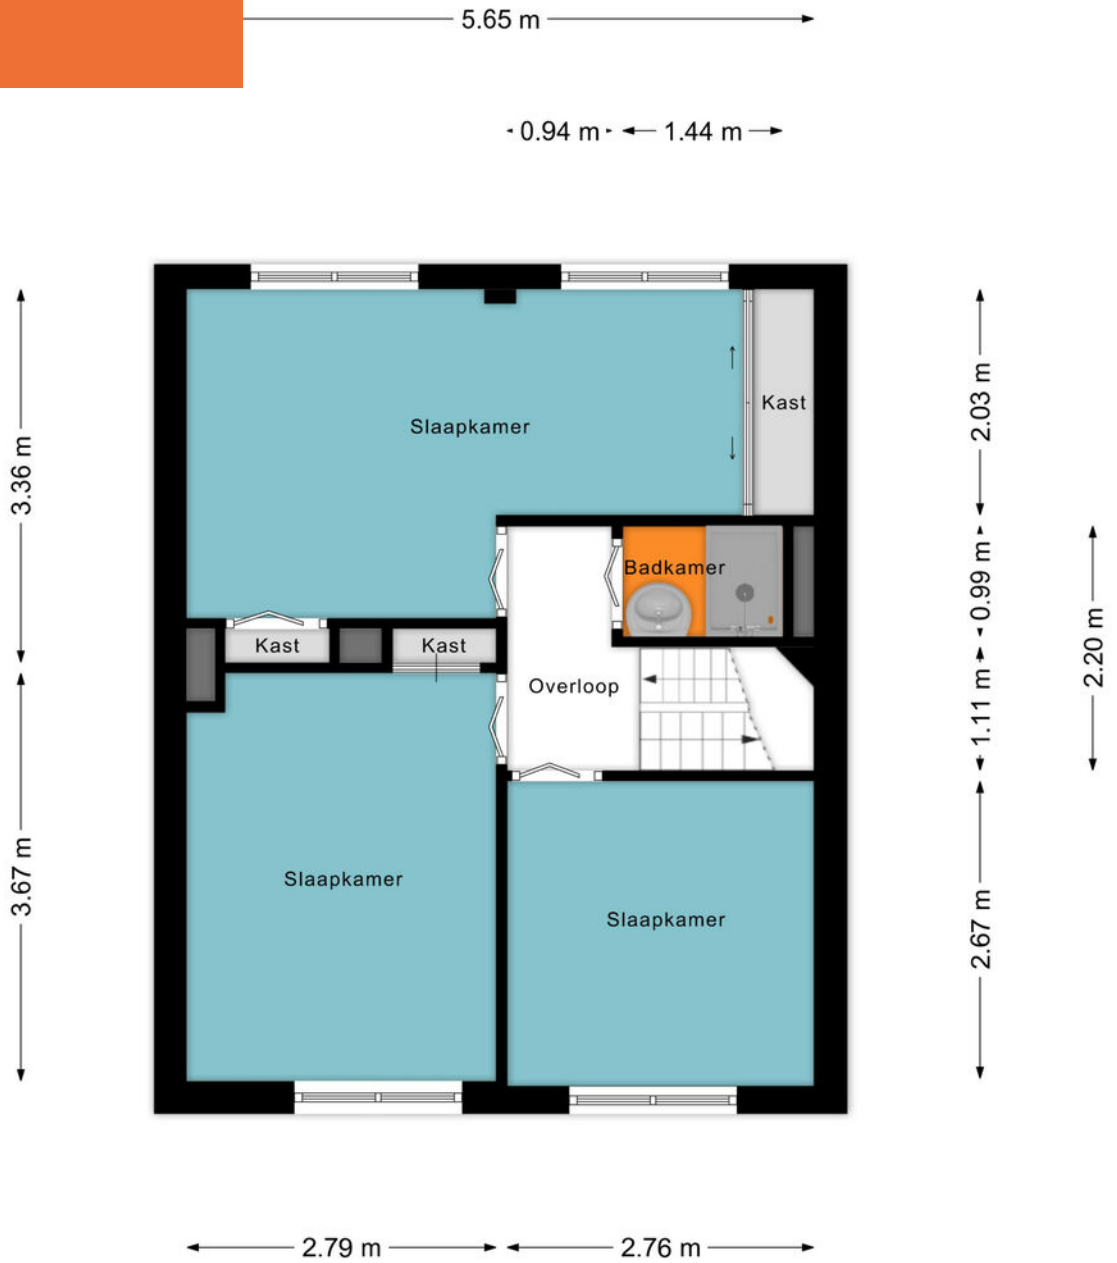 5.65 m
0.94 m
1.44 m
3.36 m
2.03 m
Kast
Slaapkamer
0.99 m
Badkamer
2.20 m
Kast
Kast
Overloop
1.11 m
3.67 m
Slaapkamer
Slaapkamer
2.67 m
2.79 m
2.76 m